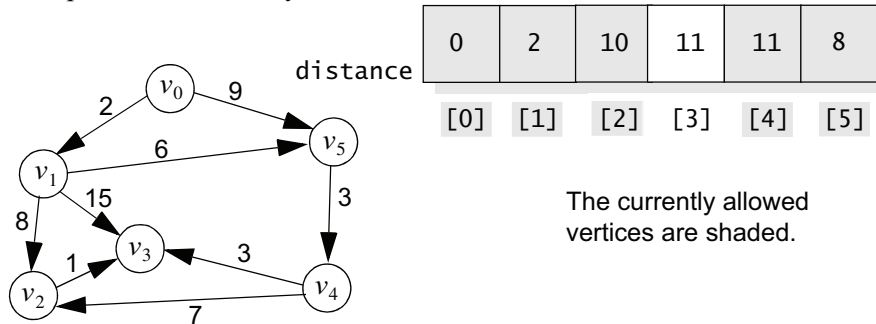 distance 0 2 10 11 11 8
[0] [1] [2] [3] [4] [5]
The currently allowed
vertices are shaded.
v0
2
9
v1
6
v5
15
8
3
v3
1
3
v2
v4
7